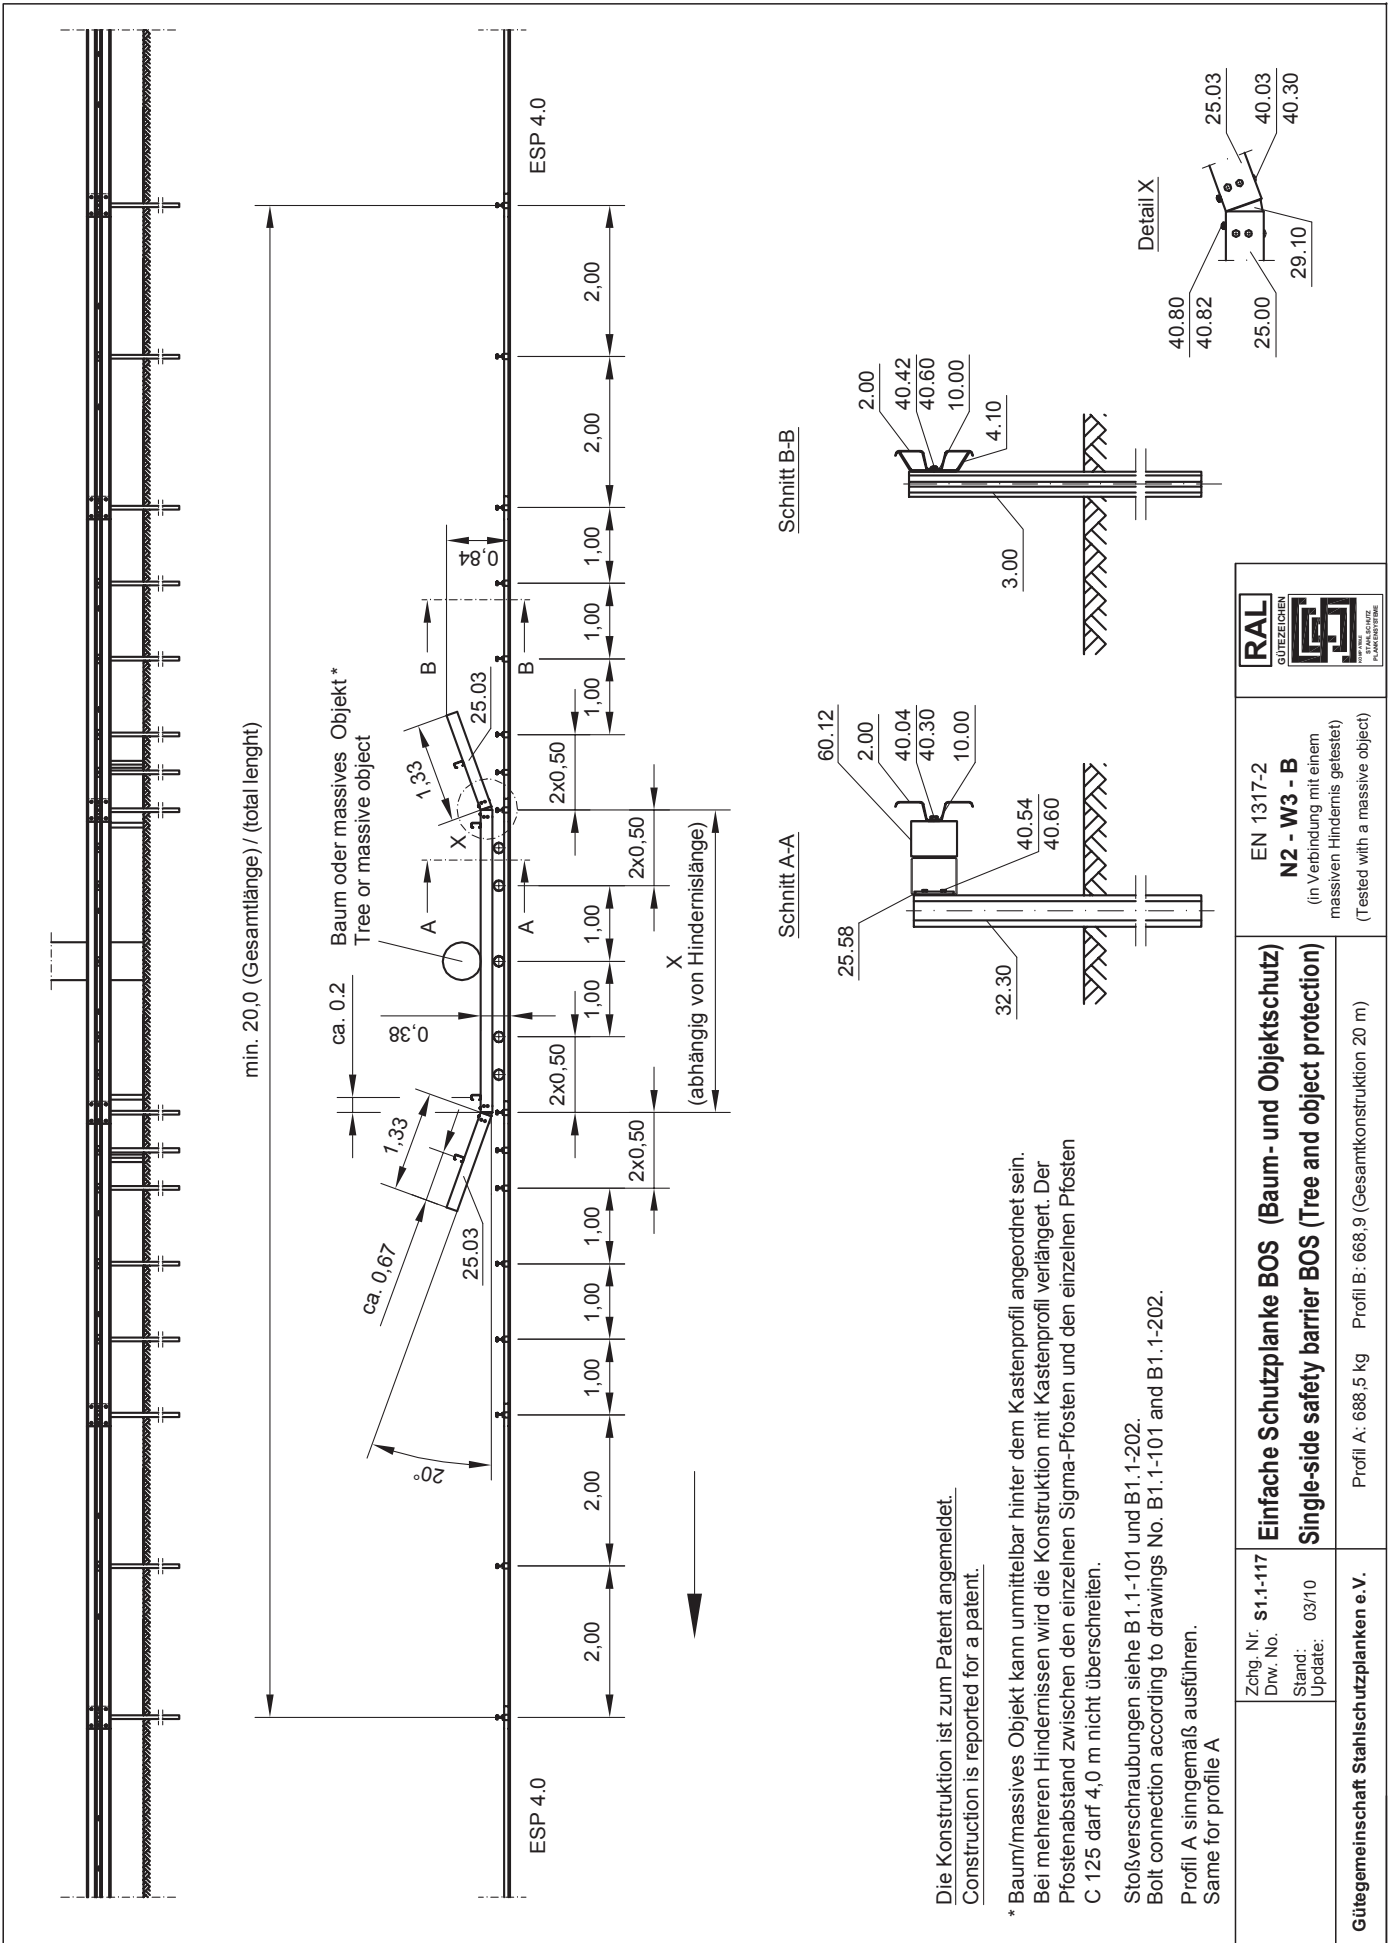 min. 20,0 (Gesamtlänge) / (total lenght)
ca. 0.2
Baum oder massives Objekt *
Tree or massive object
ESP 4.0
ESP 4.0
20°
ca. 0,67
1,33
25.03
0,38
A
A
X
1,33
25.03
B
B
0,84
2,00
2,00
1,00
1,00
1,00
2x0,50
2x0,50
1,00
1,00
2x0,50
2x0,50
1,00
1,00
1,00
2,00
2,00
X
(abhängig von Hindernislänge)
Schnitt A-A
25.58
32.30
60.12
2.00
40.04
40.30
10.00
40.54
40.60
Schnitt B-B
3.00
2.00
40.42
40.60
10.00
4.10
Detail X
40.80
40.82
25.00
29.10
25.03
40.03
40.30
Die Konstruktion ist zum Patent angemeldet.
Construction is reported for a patent.
* Baum/massives Objekt kann unmittelbar hinter dem Kastenprofil angeordnet sein.
Bei mehreren Hindernissen wird die Konstruktion mit Kastenprofil verlängert. Der
Pfostenabstand zwischen den einzelnen Sigma-Pfosten und den einzelnen Pfosten
C 125 darf 4,0 m nicht überschreiten.
Stoßverschraubungen siehe B1.1-101 und B1.1-202.
Bolt connection according to drawings No. B1.1-101 and B1.1-202.
Profil A sinngemäß ausführen.
Same for profile A
Zchg. Nr.
Drw. No.
S1.1-117
Stand:
Update:
03/10
Einfache Schutzplanke BOS (Baum- und Objektschutz)
Single-side safety barrier BOS (Tree and object protection)
EN 1317-2
N2 - W3 - B
(in Verbindung mit einem
massiven Hindernis getestet)
(Tested with a massive object)
RAL
GÜTEZEICHEN
STAHLSCHUTZ
PLANKENSYSTEME
Gütegemeinschaft Stahlschutzplanken e.V.
Profil A: 688,5 kg Profil B: 668,9 (Gesamtkonstruktion 20 m)